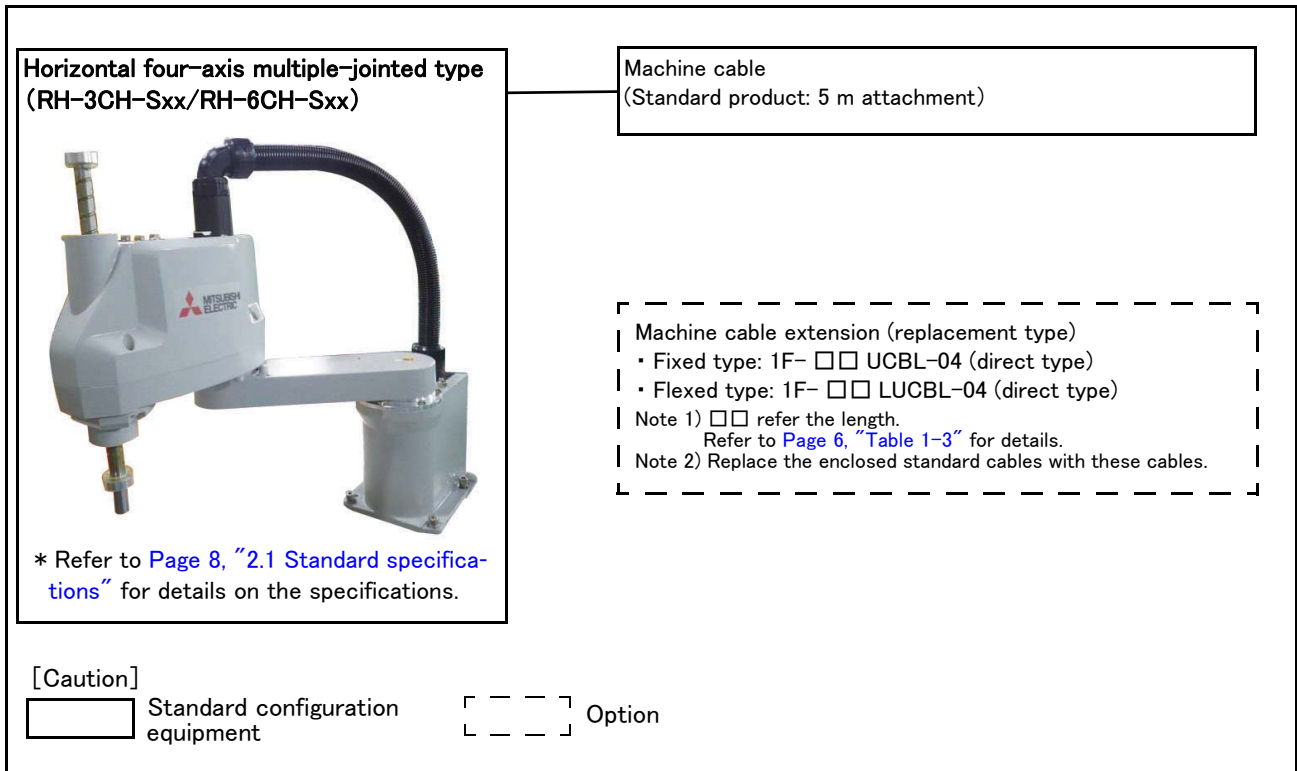 Horizontal four-axis multiple-jointed type
(RH-3CH-Sxx/RH-6CH-Sxx)
MITSUBISHI
ELECTRIC
* Refer to Page 8, "2.1 Standard specifica-
tions" for details on the specifications.
Machine cable
(Standard product: 5 m attachment)
Machine cable extension (replacement type)
・Fixed type: 1F- □□ UCBL-04 (direct type)
・Flexed type: 1F- □□ LUCBL-04 (direct type)
Note 1) □□ refer the length.
Refer to Page 6, "Table 1-3" for details.
Note 2) Replace the enclosed standard cables with these cables.
[Caution]
Standard configuration
equipment
Option